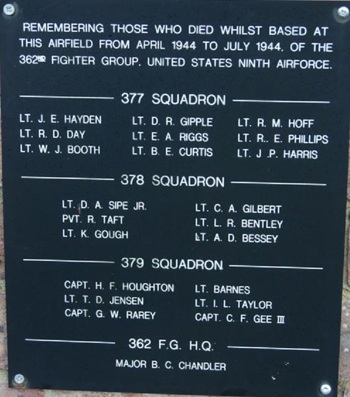 REMEMBERING THOSE WHO DIED WHILST BASED AT
THIS AIRFIELD FROM APRIL 1944 TO JULY 1944, OF THE
362ND FIGHTER GROUP, UNITED STATES NINTH AIRFORCE.
377 SQUADRON
LT. J. E. HAYDEN LT. D. R. GIPPLE LT. R. M. HOFF
LT. R. D. DAY LT. E. A. RIGGS LT. R.. E. PHILLIPS
LT. W. J. BOOTH LT. B. E. CURTIS LT. J .P. HARRIS
378 SQUADRON
LT. D. A. SIPE JR. LT. C. A. GILBERT
PVT. R. TAFT LT. L. R. BENTLEY
LT. K. GOUGH LT. A. D. BESSEY
379 SQUADRON
CAPT. H. F. HOUGHTON LT. BARNES
LT. T. D. JENSEN LT. I. L. TAYLOR
CAPT. G. W. RAREY CAPT. C. F. GEE III
362 F.G. H.Q.
MAJOR B. C. CHANDLER